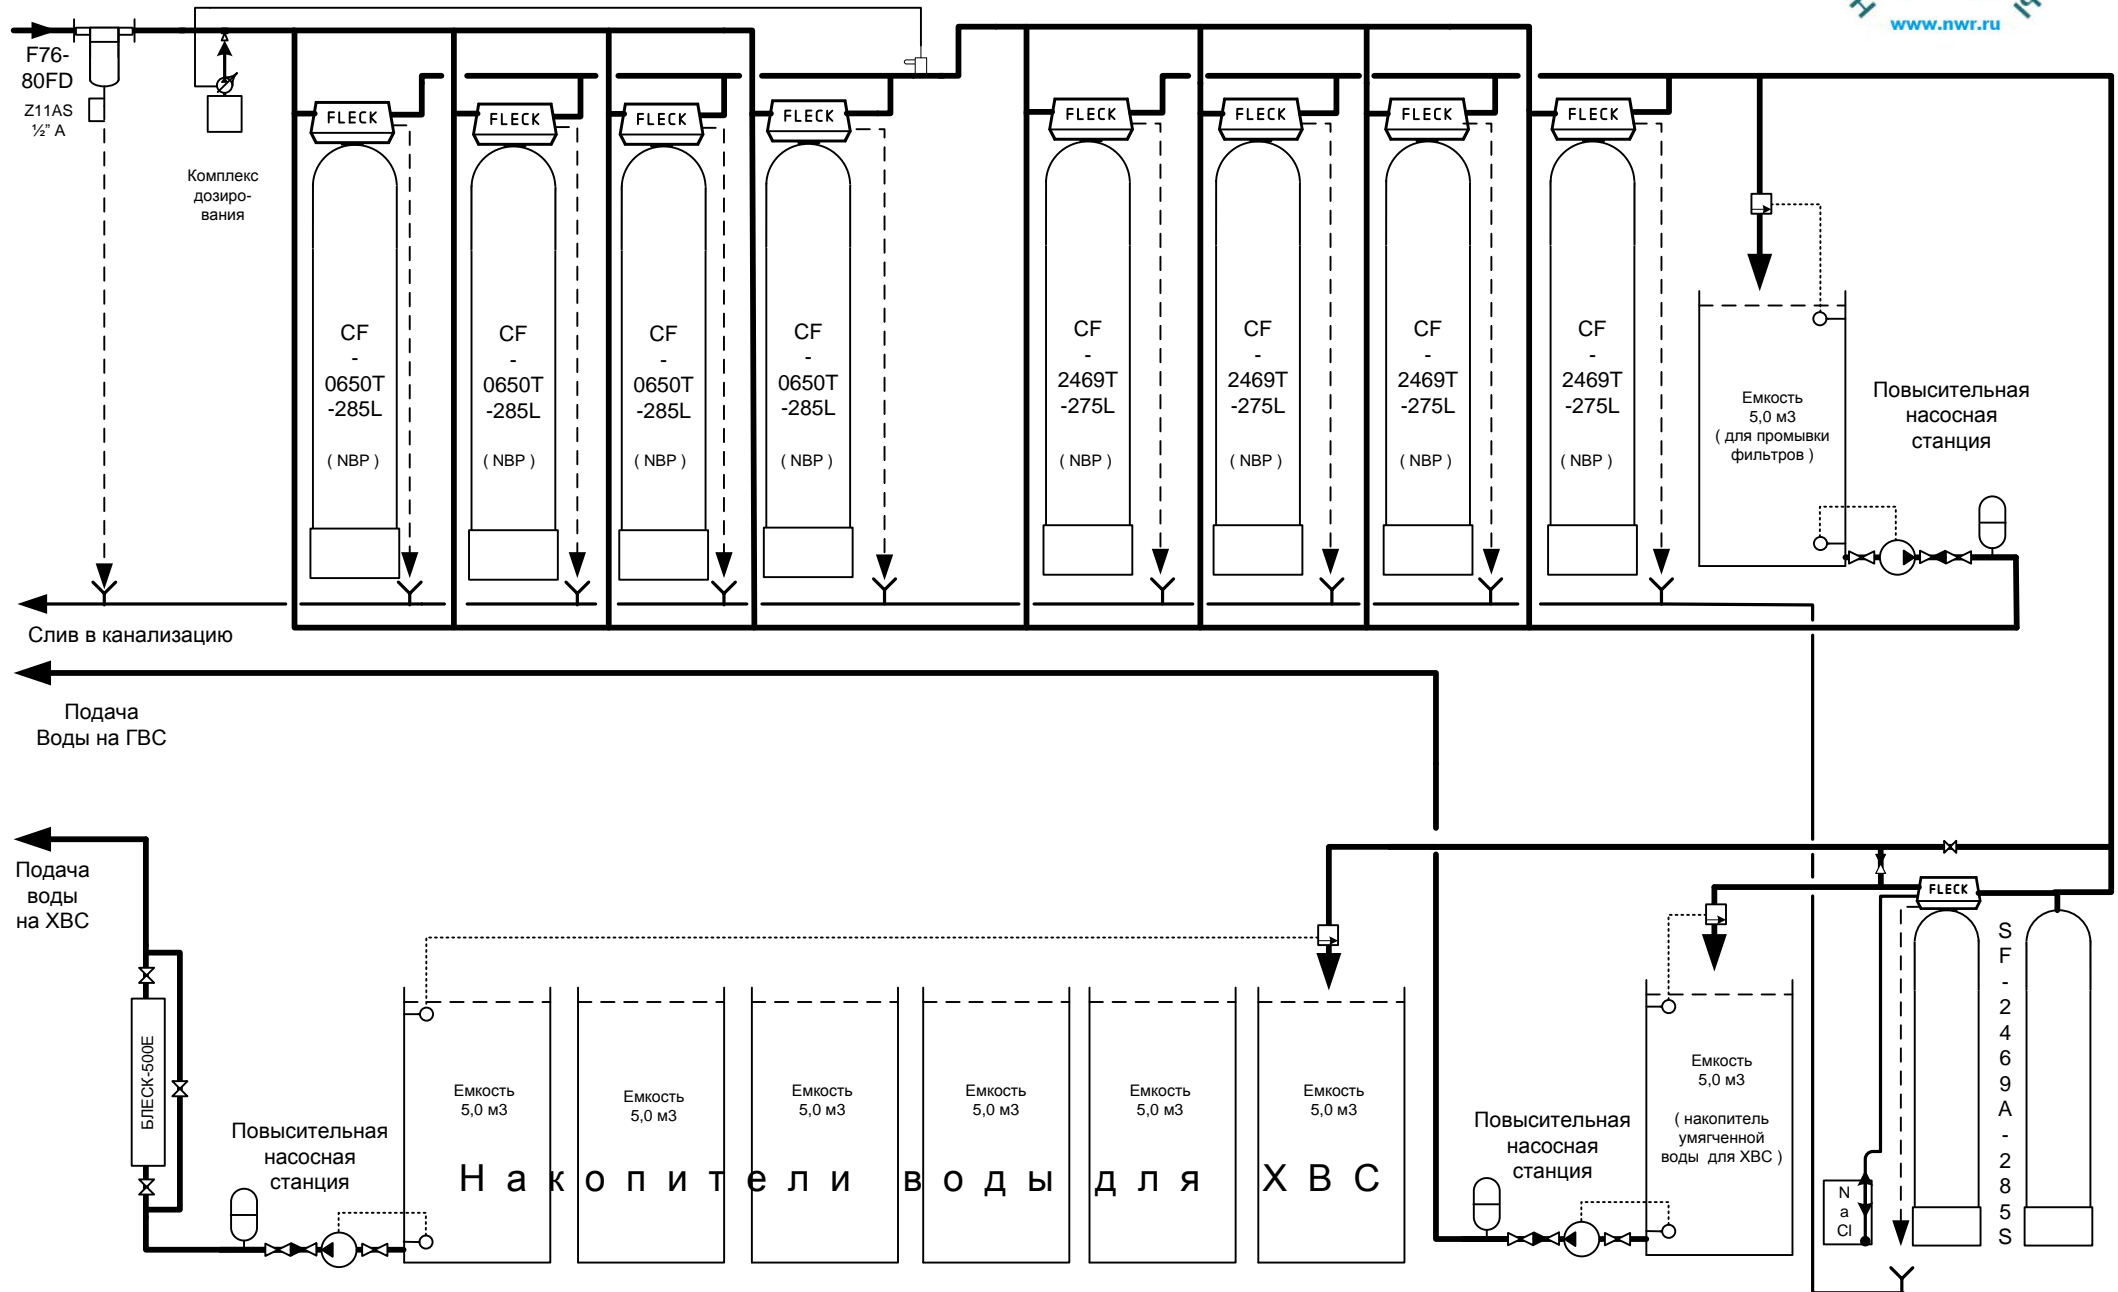 www.nwr.ru
F76-
80FD
Z11AS
½" A
Комплекс
дозиро-
вания
FLECK
FLECK
FLECK
FLECK
FLECK
FLECK
FLECK
FLECK
CF
-
0650T
-285L
( NBP )
CF
-
0650T
-285L
( NBP )
CF
-
0650T
-285L
( NBP )
CF
-
0650T
-285L
( NBP )
CF
-
2469T
-275L
( NBP )
CF
-
2469T
-275L
( NBP )
CF
-
2469T
-275L
( NBP )
CF
-
2469T
-275L
( NBP )
Емкость
5,0 м3
( для промывки
фильтров )
Повысительная
насосная
станция
Слив в канализацию
Подача
Воды на ГВС
Подача
воды
на ХВС
БЛЕСК-500Е
Повысительная
насосная
станция
Емкость
5,0 м3
Емкость
5,0 м3
Емкость
5,0 м3
Емкость
5,0 м3
Емкость
5,0 м3
Емкость
5,0 м3
Накопители воды для ХВС
Повысительная
насосная
станция
Емкость
5,0 м3
( накопитель
умягченной
воды для ХВС )
FLECK
SF-2469A-285S
N
a
Cl